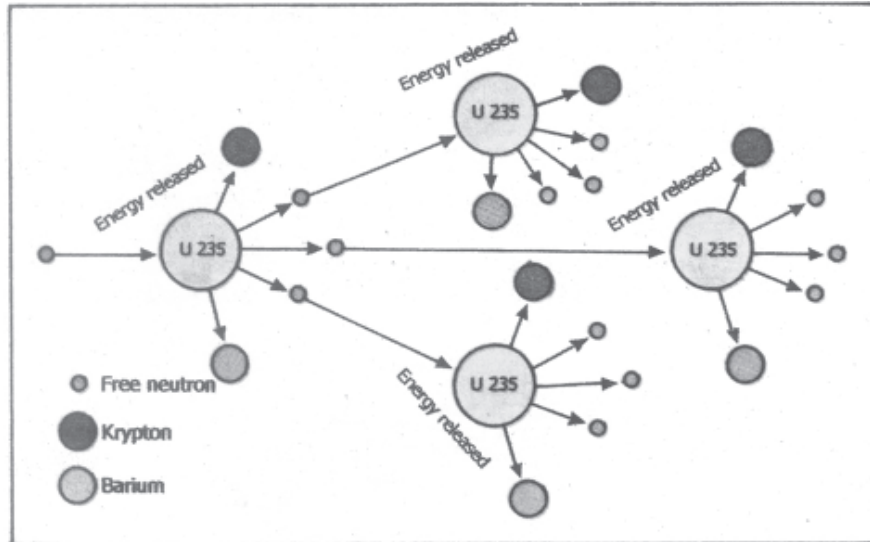 Energy released
U 235
Energy released
U 235
Energy released
U 235
Energy released
U 235
Free neutron
Krypton
Barium